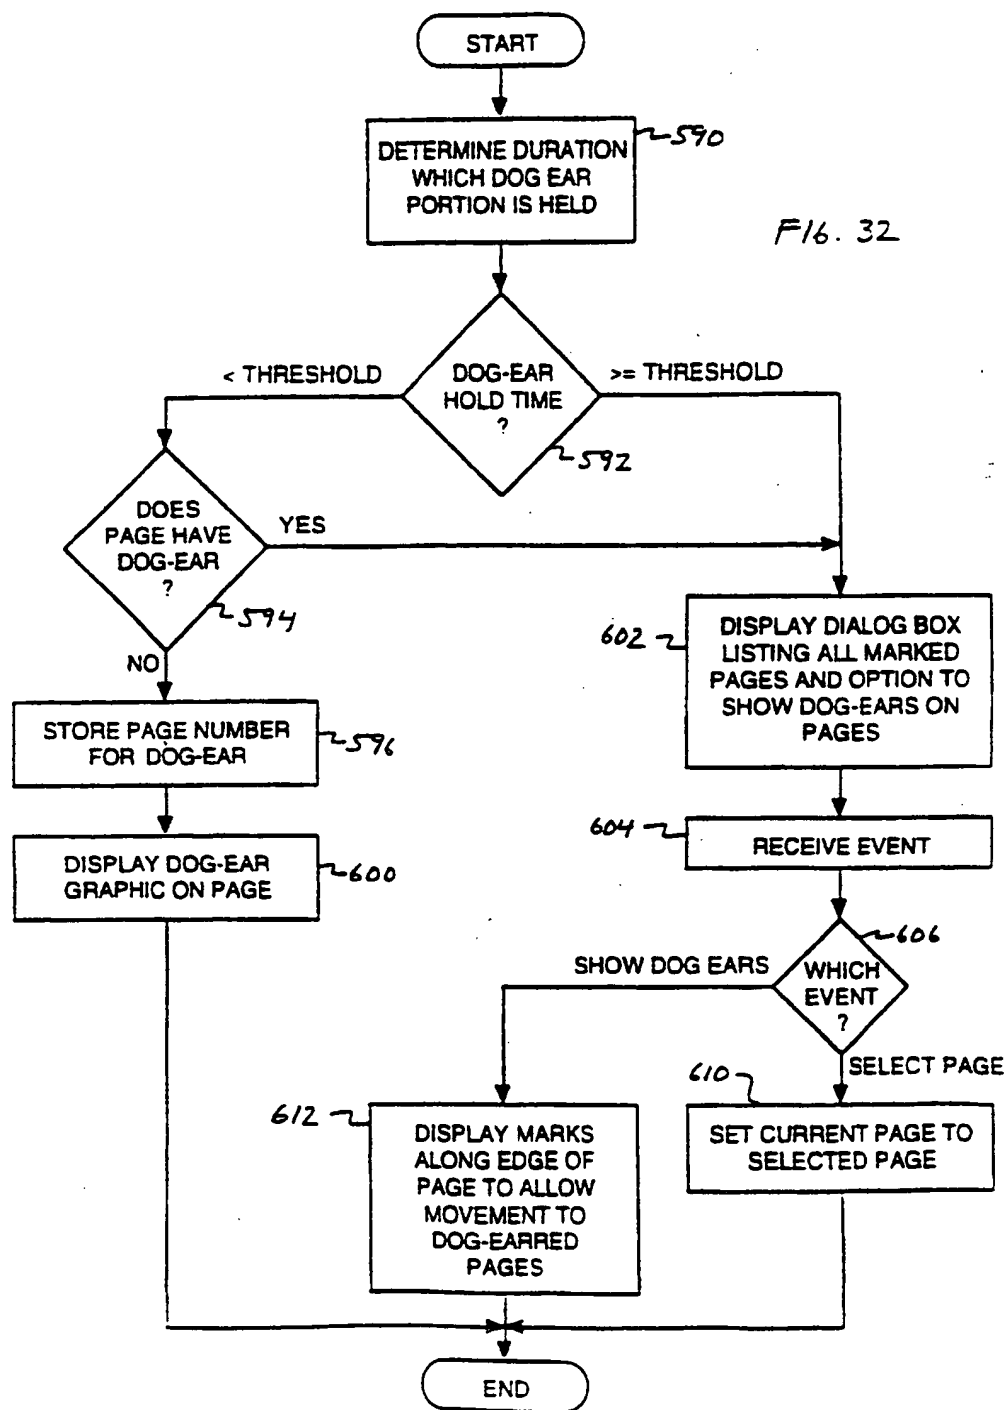 START
DETERMINE DURATION
WHICH DOG EAR
PORTION IS HELD
590
FIG. 32
< THRESHOLD
DOG-EAR
HOLD TIME
?
>= THRESHOLD
592
DOES
PAGE HAVE
DOG-EAR
?
YES
594
NO
602
DISPLAY DIALOG BOX
LISTING ALL MARKED
PAGES AND OPTION TO
SHOW DOG-EARS ON
PAGES
STORE PAGE NUMBER
FOR DOG-EAR
596
604
RECEIVE EVENT
DISPLAY DOG-EAR
GRAPHIC ON PAGE
600
606
SHOW DOG EARS
WHICH
EVENT
?
SELECT PAGE
610
SET CURRENT PAGE TO
SELECTED PAGE
612
DISPLAY MARKS
ALONG EDGE OF
PAGE TO ALLOW
MOVEMENT TO
DOG-EARRED
PAGES
END